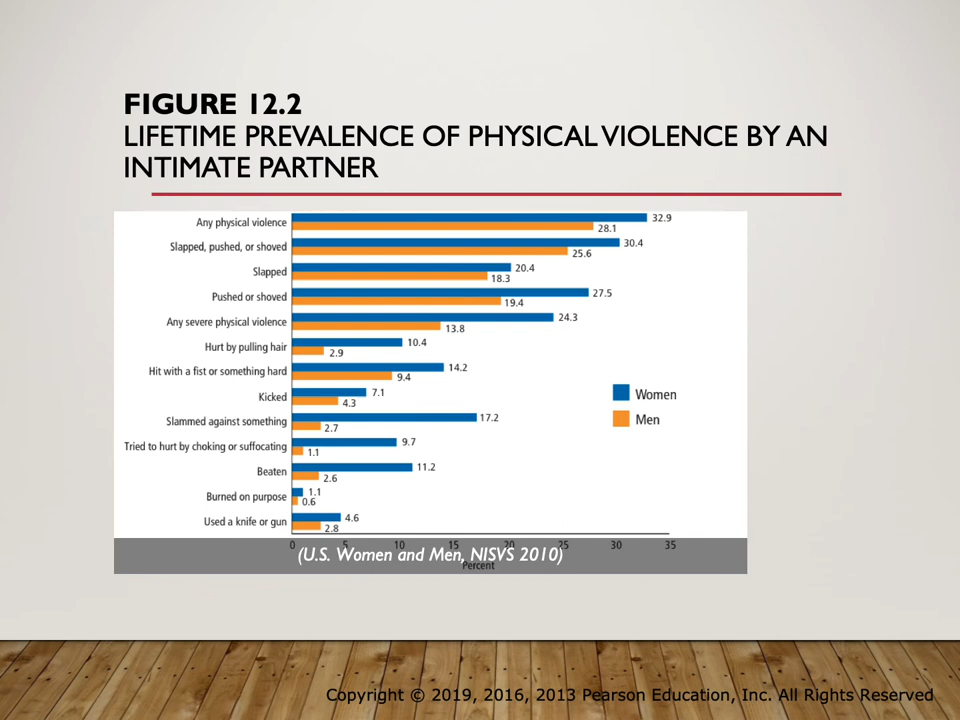 FIGURE 12.2
LIFETIME PREVALENCE OF PHYSICAL VIOLENCE BY AN
INTIMATE PARTNER
Any physical violence 32.9
28.1
Slapped, pushed, or shoved 30.4
25.6
Slapped 20.4
18.3
Pushed or shoved 27.5
19.4
Any severe physical violence 24.3
13.8
Hurt by pulling hair 10.4
2.9
Hit with a fist or something hard 14.2
9.4
Kicked 7.1
4.3
Slammed against something 17.2
2.7
Tried to hurt by choking or suffocating 9.7
1.1
Beaten 11.2
2.6
Burned on purpose 1.1
0.6
Used a knife or gun 4.6
2.8
Women
Men
0 5 10 15 20 25 30 35
(U.S. Women and Men, NISVS 2010)
Percent
Copyright © 2019, 2016, 2013 Pearson Education, Inc. All Rights Reserved